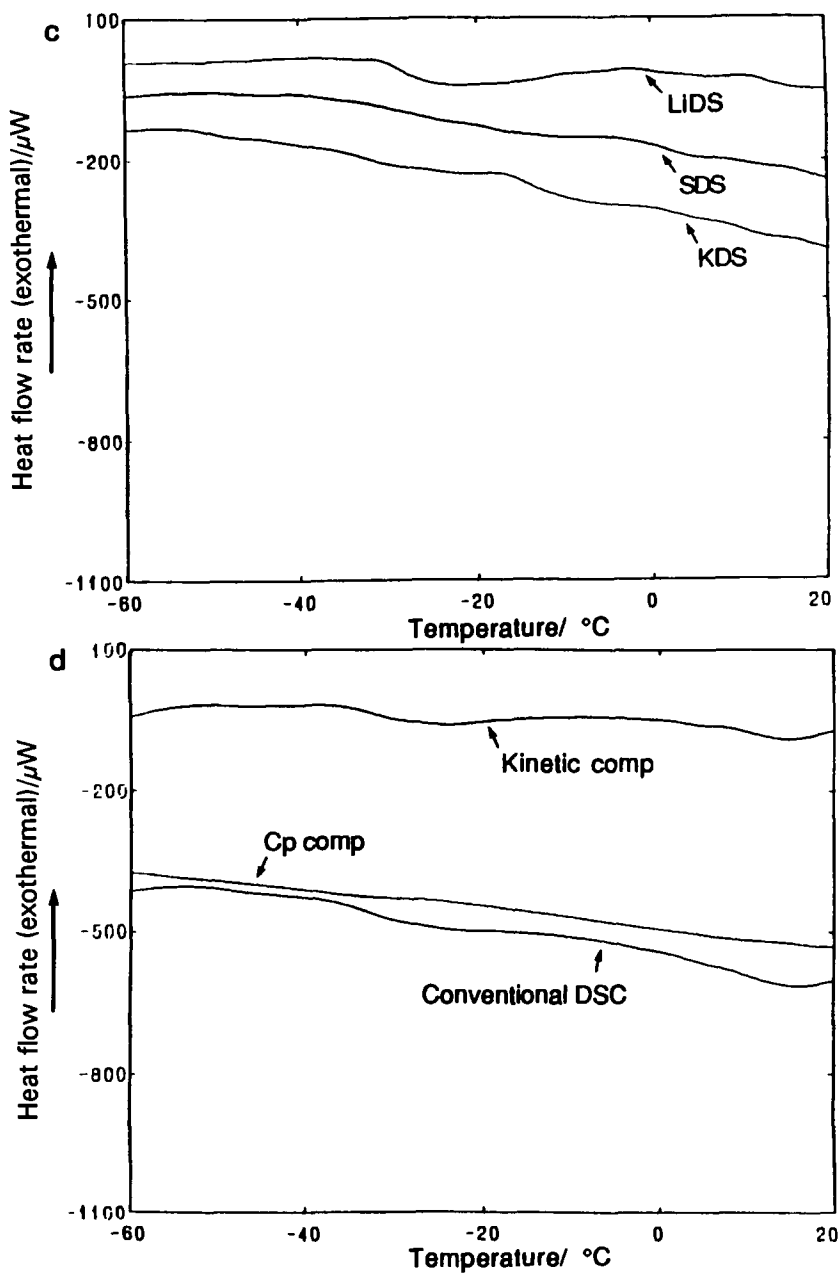 c
100
-200
-500
-800
-1100
Heat flow rate (exothermal)/µW
LiDS
SDS
KDS
-60
-40
-20
0
20
Temperature/ °C
d
100
-200
-500
-800
-1100
Heat flow rate (exothermal)/µW
Kinetic comp
Cp comp
Conventional DSC
-60
-40
-20
0
20
Temperature/ °C